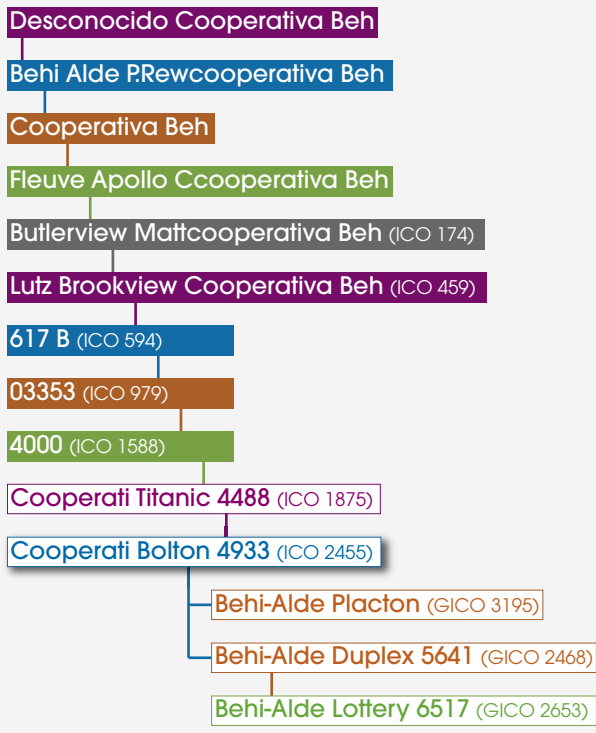 Desconocido Cooperativa Beh
Behi Alde P.Rewcooperativa Beh
Cooperativa Beh
Fleuve Apollo Ccooperativa Beh
Butlerview Mattcooperativa Beh (ICO 174)
Lutz Brookview Cooperativa Beh (ICO 459)
617 B (ICO 594)
03353 (ICO 979)
4000 (ICO 1588)
Cooperati Titanic 4488 (ICO 1875)
Cooperati Bolton 4933 (ICO 2455)
Behi-Alde Placton (GICO 3195)
Behi-Alde Duplex 5641 (GICO 2468)
Behi-Alde Lottery 6517 (GICO 2653)